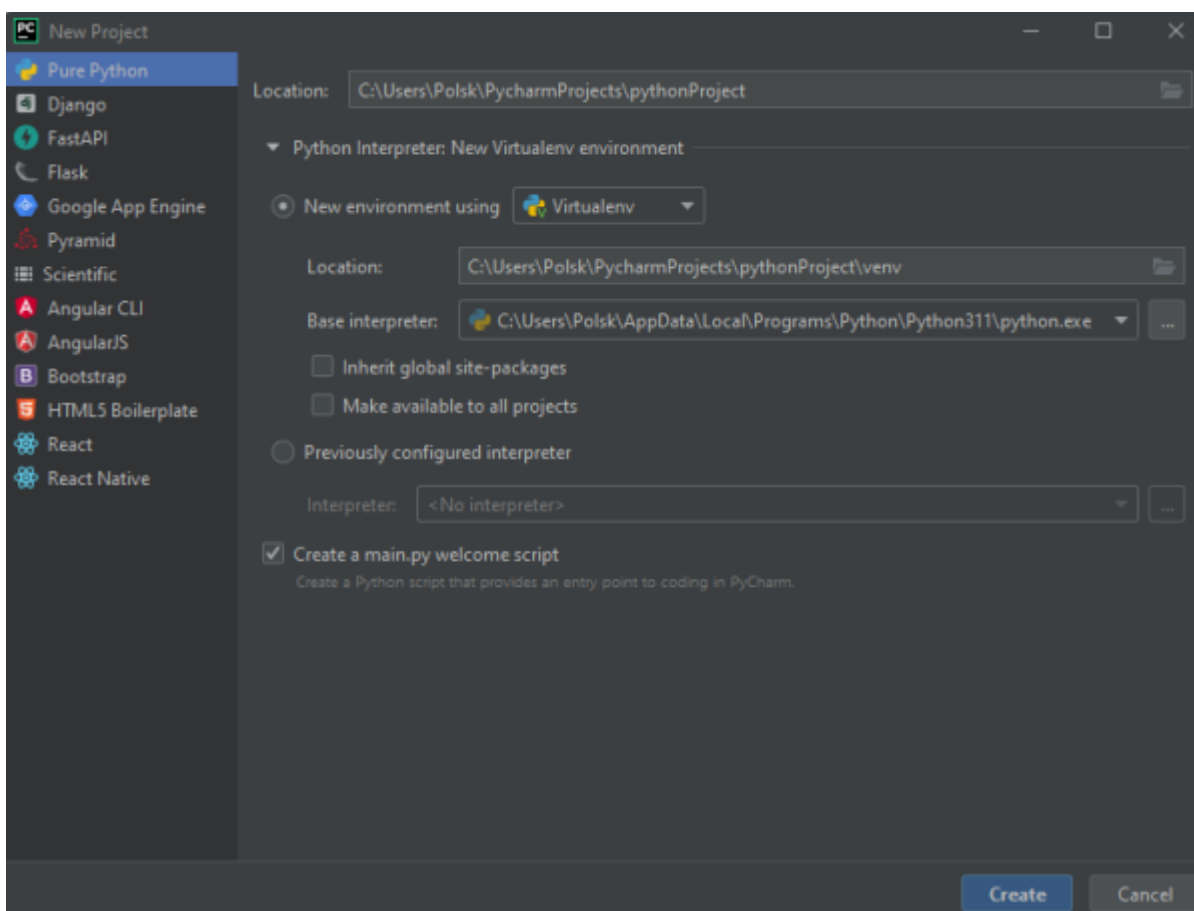 PC New Project
Pure Python
Django
FastAPI
Flask
Google App Engine
Pyramid
Scientific
Angular CLI
AngularJS
Bootstrap
HTML5 Boilerplate
React
React Native
Location: C:\Users\Polsk\PycharmProjects\pythonProject
Python Interpreter: New Virtualenv environment
New environment using Virtualenv
Location: C:\Users\Polsk\PycharmProjects\pythonProject\venv
Base interpreter: C:\Users\Polsk\AppData\Local\Programs\Python\Python311\python.exe ...
Inherit global site-packages
Make available to all projects
Previously configured interpreter
Interpreter: <No interpreter> ...
Create a main.py welcome script
Create a Python script that provides an entry point to coding in PyCharm.
Create Cancel